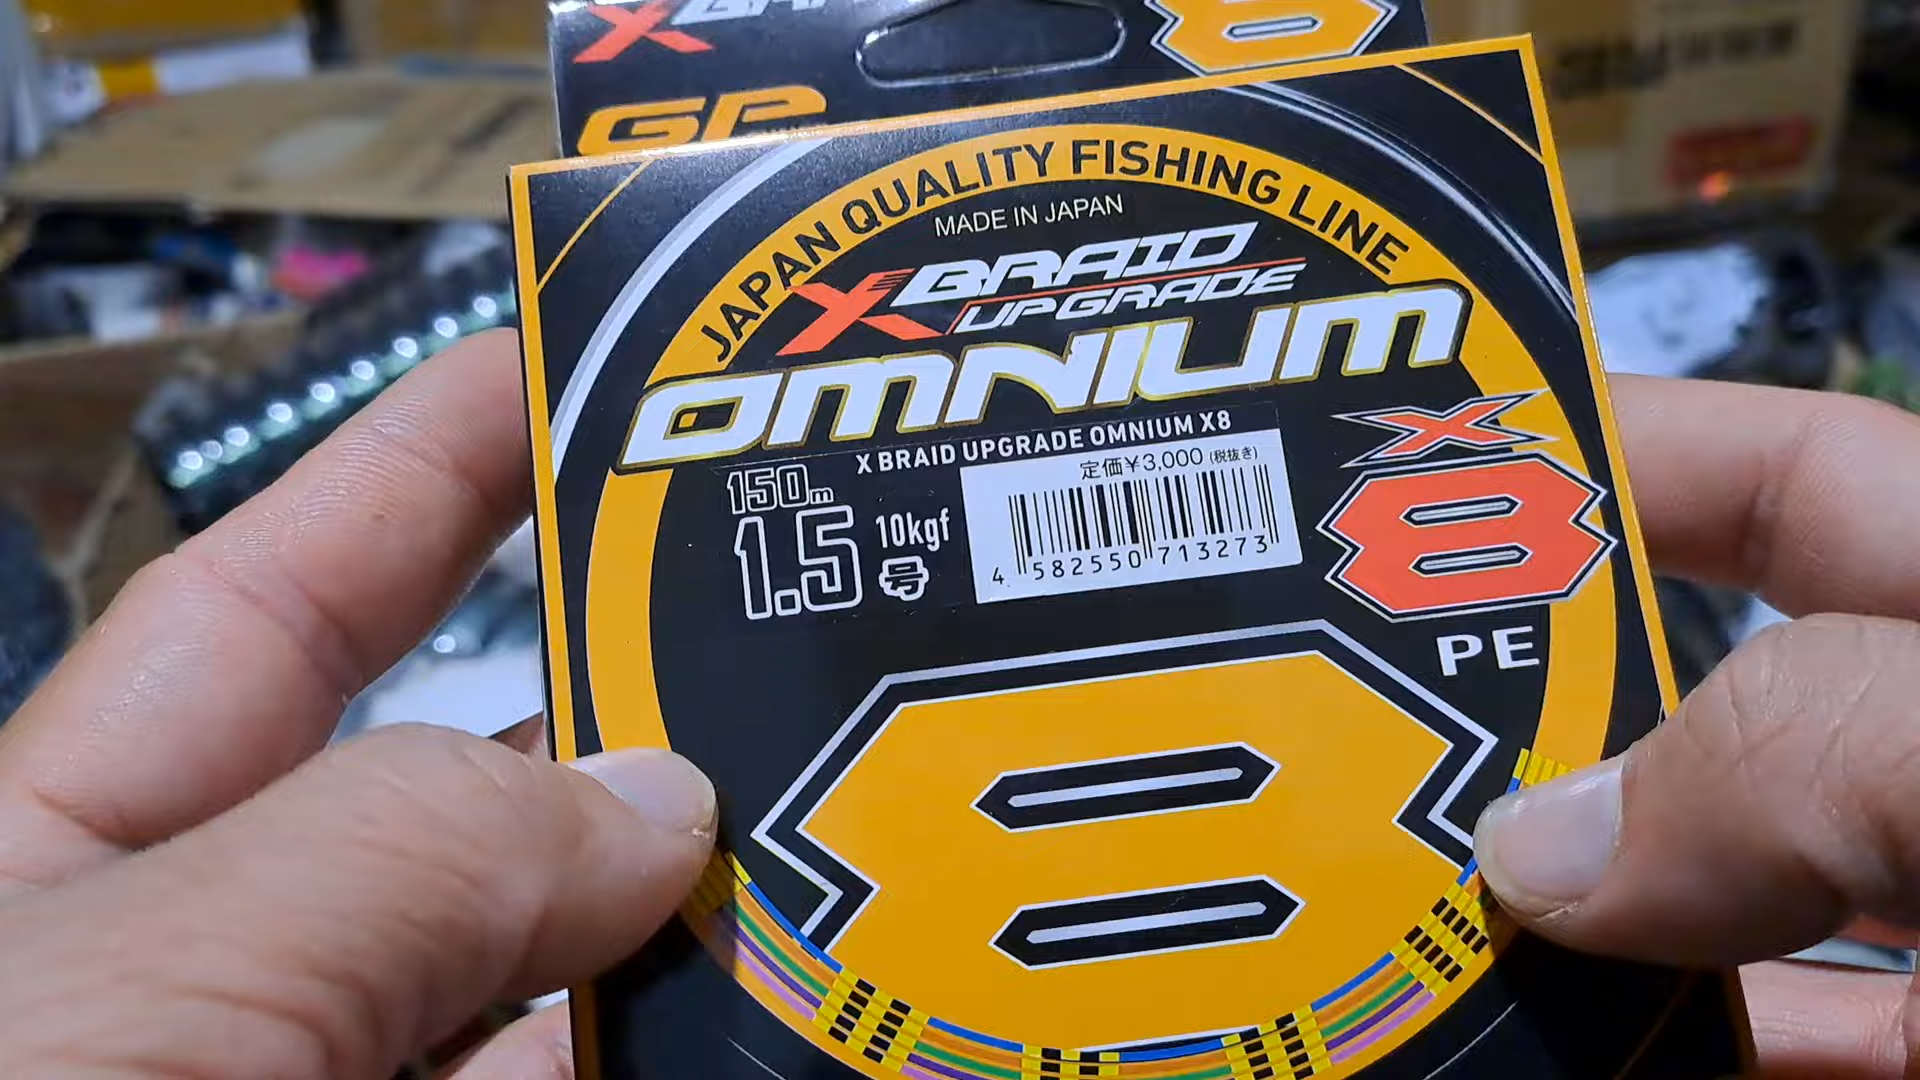 GP
JAPAN QUALITY FISHING LINE
MADE IN JAPAN
XBRAID
UPGRADE
OMNIUM
X BRAID UPGRADE OMNIUM X8
定価¥3,000 (税抜き)
150m
1.5号
10kgf
4 582550 713273
X
8
PE
8